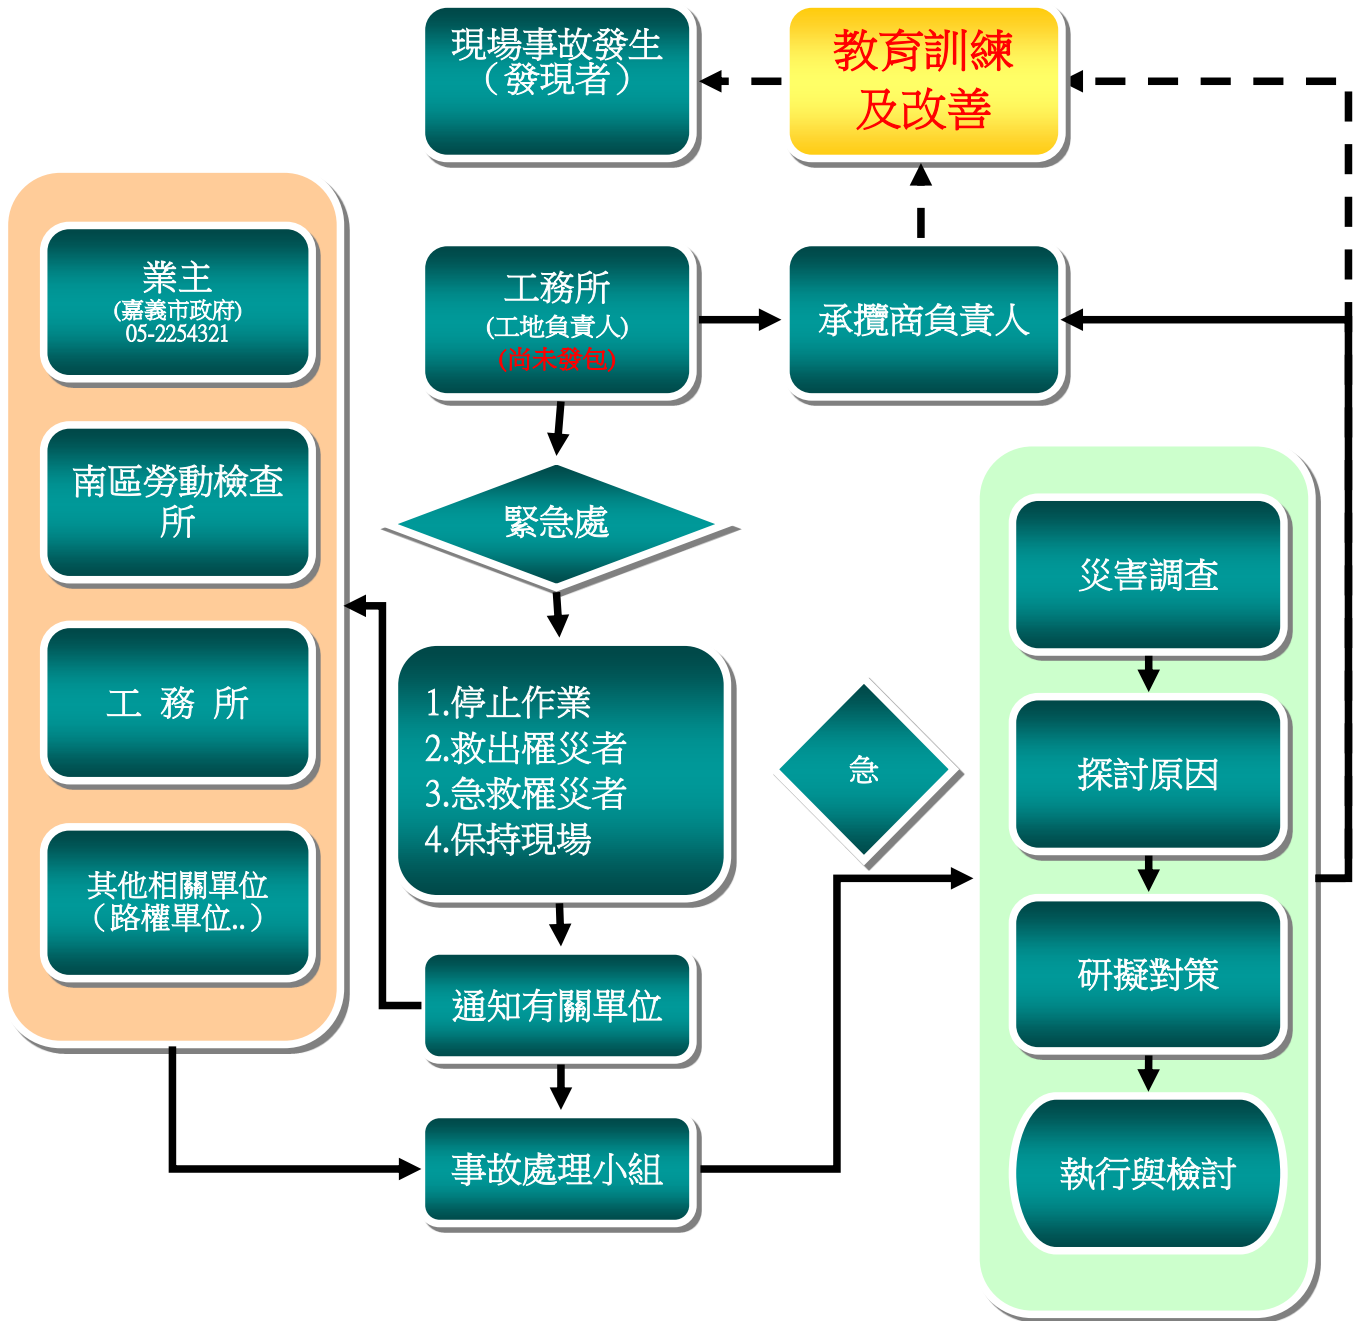 現場事故發生
（發現者）
教育訓練
及改善
業主
(嘉義市政府)
05-2254321
南區勞動檢查
所
工 務 所
其他相關單位
（路權單位..）
工務所
(工地負責人)
(尚未發包)
承攬商負責人
緊急處
1.停止作業
2.救出罹災者
3.急救罹災者
4.保持現場
通知有關單位
事故處理小組
急
災害調查
探討原因
研擬對策
執行與檢討